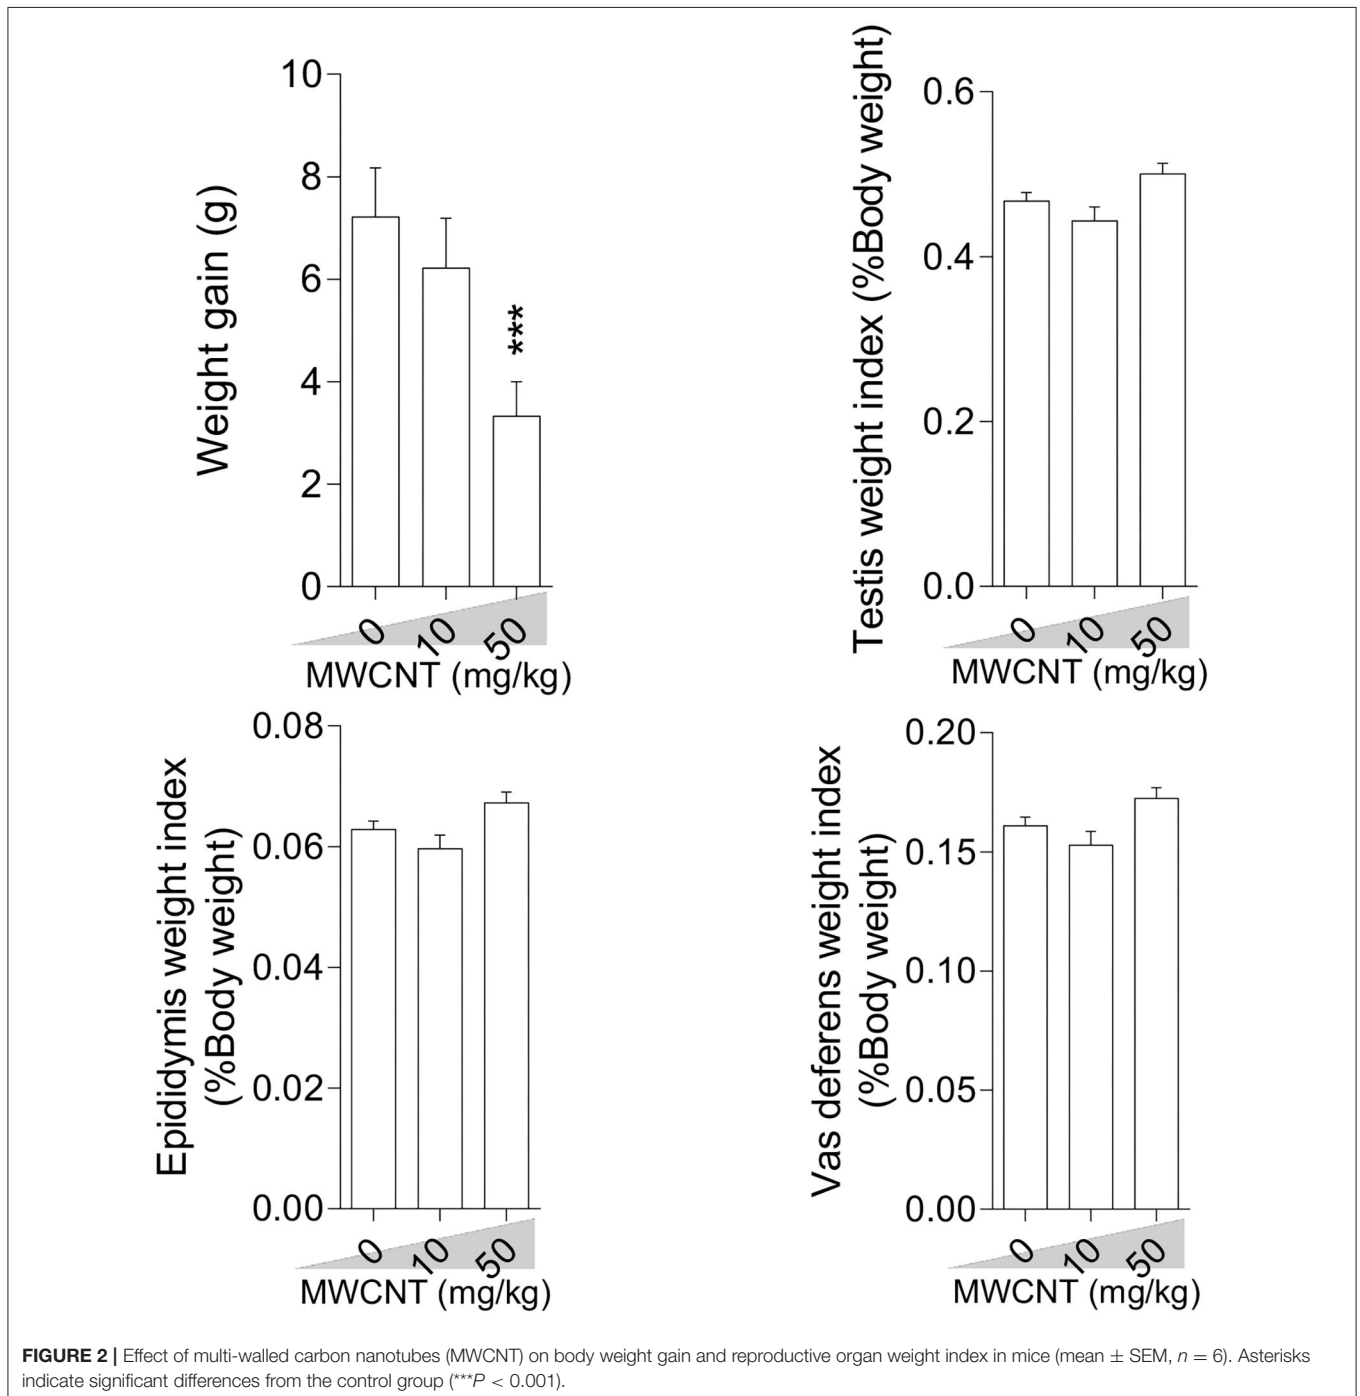 Weight gain (g)
10
8
6
4
2
0
***
0
10
50
MWCNT (mg/kg)
Testis weight index (%Body weight)
0.6
0.4
0.2
0.0
0
10
50
MWCNT (mg/kg)
Epididymis weight index
(%Body weight)
0.08
0.06
0.04
0.02
0.00
0
10
50
MWCNT (mg/kg)
Vas deferens weight index
(%Body weight)
0.20
0.15
0.10
0.05
0.00
0
10
50
MWCNT (mg/kg)
FIGURE 2 | Effect of multi-walled carbon nanotubes (MWCNT) on body weight gain and reproductive organ weight index in mice (mean ± SEM, n = 6). Asterisks
indicate significant differences from the control group (***P < 0.001).